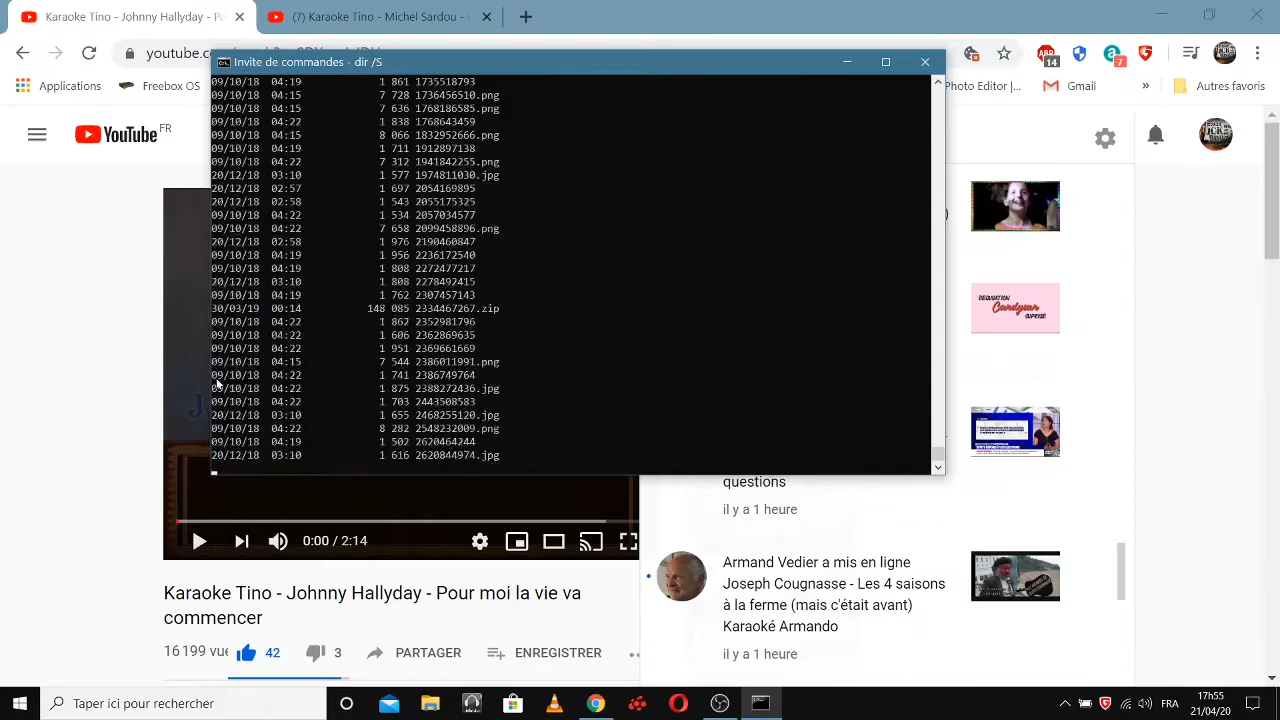 Karaoke Tino - Johnny Hallyday - P
(7) Karaoke Tino - Michel Sardou -
Invite de commandes - dir /S
14
7
Applications
Freebox OS
Photo Editor |...
Gmail
»
Autres favoris
YouTube FR
09/10/18 04:19 1 861 1735518793
09/10/18 04:15 7 728 1736456510.png
09/10/18 04:15 7 636 1768186585.png
09/10/18 04:22 1 838 1768643459
09/10/18 04:15 8 066 1832952666.png
09/10/18 04:19 1 711 1912897138
09/10/18 04:22 7 312 1941842255.png
20/12/18 03:10 1 577 1974811030.jpg
20/12/18 02:57 1 697 2054169895
20/12/18 02:58 1 543 2055175325
09/10/18 04:22 1 534 2057034577
09/10/18 04:22 7 658 2099458896.png
20/12/18 02:58 1 976 2190460847
09/10/18 04:19 1 956 2236172540
09/10/18 04:19 1 808 2272477217
20/12/18 03:10 1 808 2278492415
09/10/18 04:19 1 762 2307457143
30/03/19 00:14 148 085 2334467267.zip
09/10/18 04:22 1 862 2352981796
09/10/18 04:22 1 606 2362869635
09/10/18 04:22 1 951 2369661669
09/10/18 04:15 7 544 2386011991.png
09/10/18 04:22 1 741 2386749764
09/10/18 04:22 1 875 2388272436.jpg
09/10/18 04:22 1 703 2443508583
20/12/18 03:10 1 655 2468255120.jpg
09/10/18 04:22 8 282 2548232009.png
09/10/18 04:19 1 502 2620464244
20/12/18 03:10 1 616 2620844974.jpg
Candysan
questions
il y a 1 heure
0:00 / 2:14
Armand Vedier a mis en ligne
Joseph Cougnasse - Les 4 saisons
à la ferme (mais c'était avant)
Karaoké Armando
il y a 1 heure
Karaoke Tino - Johnny Hallyday - Pour moi la vie va
commencer
16 199 vue
42
3
PARTAGER
ENREGISTRER
Taper ici pour rechercher
FRA
17:55
21/04/20